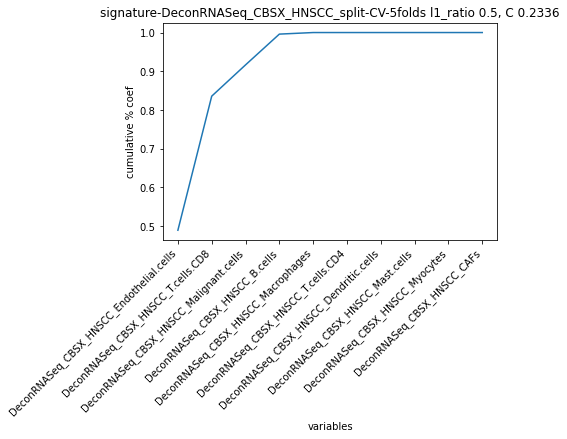 signature-DeconRNASeq_CBSX_HNSCC_split-CV-5folds l1_ratio 0.5, C 0.2336
1.0
0.9
0.8
0.7
0.6
0.5
cumulative % coef
DeconRNASeq_CBSX_HNSCC_Endothelial.cells
DeconRNASeq_CBSX_HNSCC_T.cells.CD8
DeconRNASeq_CBSX_HNSCC_Malignant.cells
DeconRNASeq_CBSX_HNSCC_B.cells
DeconRNASeq_CBSX_HNSCC_Macrophages
DeconRNASeq_CBSX_HNSCC_T.cells.CD4
DeconRNASeq_CBSX_HNSCC_Dendritic.cells
DeconRNASeq_CBSX_HNSCC_Mast.cells
DeconRNASeq_CBSX_HNSCC_Myocytes
DeconRNASeq_CBSX_HNSCC_CAFs
variables